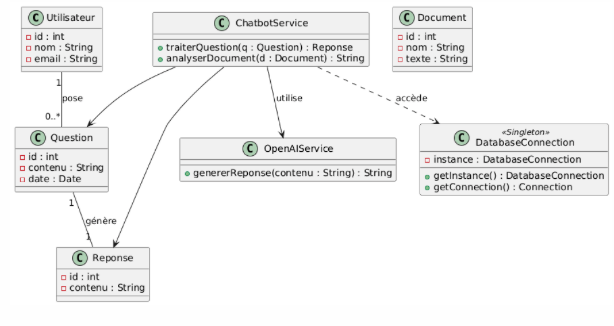 C Utilisateur
id : int
nom : String
email : String
C ChatbotService
traiterQuestion(q : Question) : Reponse
analyserDocument(d : Document) : String
C Document
id : int
nom : String
texte : String
1
pose
0..*
utilise
accède
C Question
id : int
contenu : String
date : Date
C OpenAIService
genererReponse(contenu : String) : String
«Singleton»
C DatabaseConnection
instance : DatabaseConnection
getInstance() : DatabaseConnection
getConnection() : Connection
1
génère
1
C Reponse
id : int
contenu : String